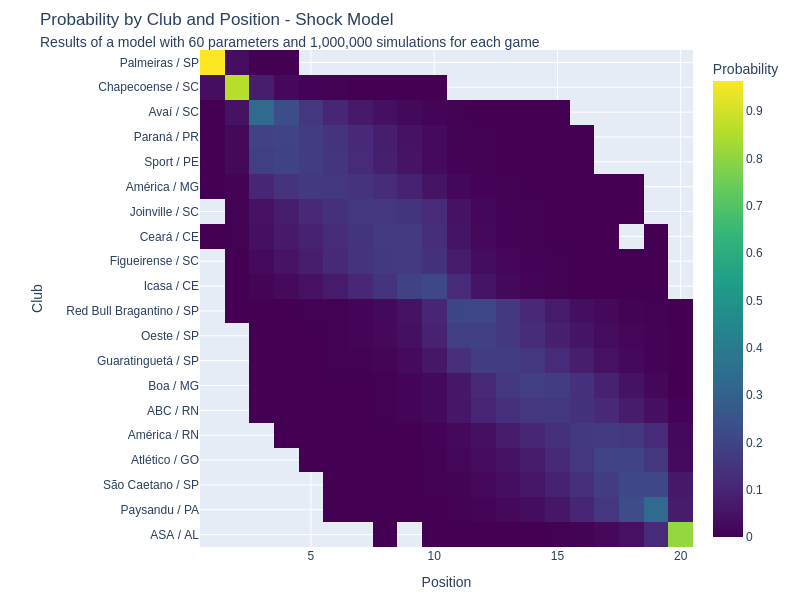 Probability by Club and Position - Shock Model
Results of a model with 60 parameters and 1,000,000 simulations for each game
Probability
Club
Palmeiras / SP
Chapecoense / SC
Avaí / SC
Paraná / PR
Sport / PE
América / MG
Joinville / SC
Ceará / CE
Figueirense / SC
Icasa / CE
Red Bull Bragantino / SP
Oeste / SP
Guaratinguetá / SP
Boa / MG
ABC / RN
América / RN
Atlético / GO
São Caetano / SP
Paysandu / PA
ASA / AL
0.9
0.8
0.7
0.6
0.5
0.4
0.3
0.2
0.1
0
5 10 15 20
Position